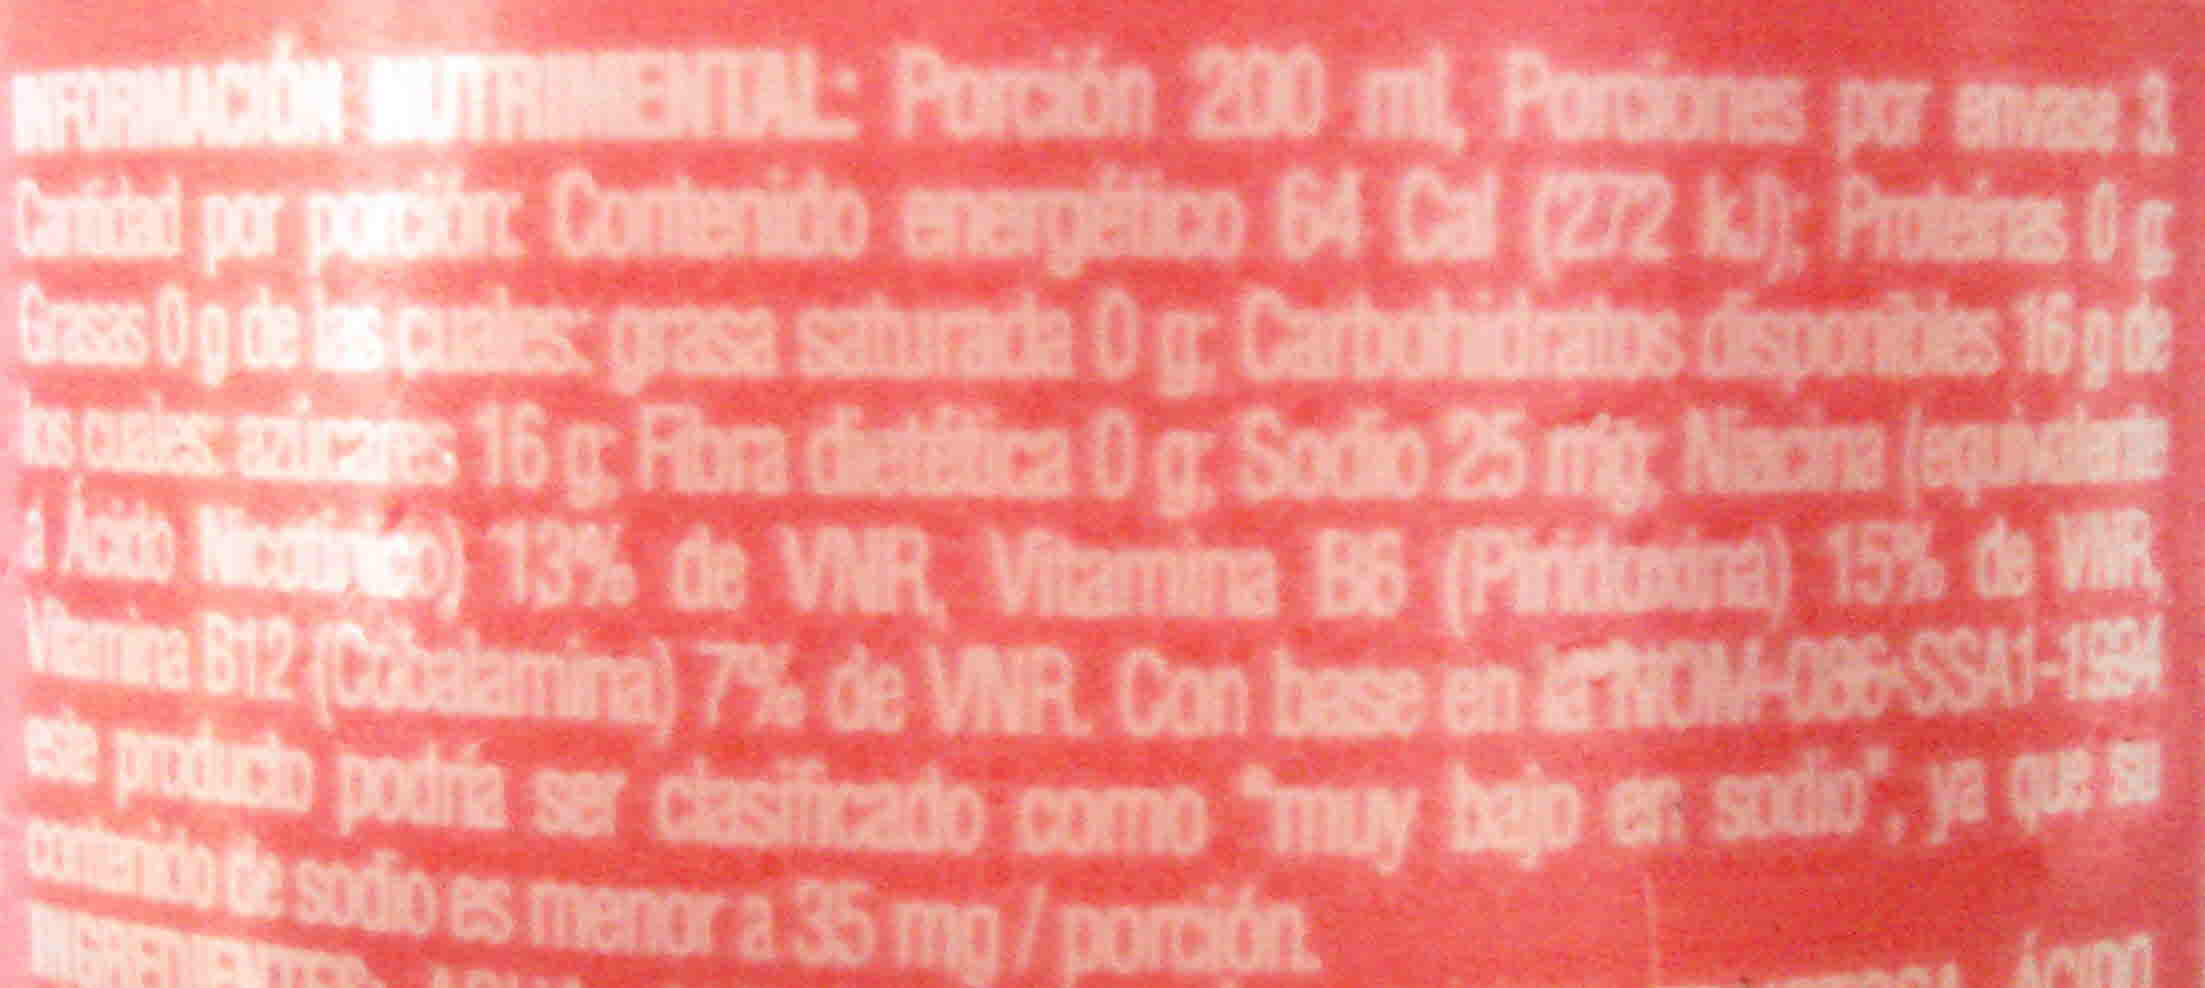 INFORMACIÓN NUTRIMENTAL: Porción 200 ml, Porciones por envase 3.
Cantidad por porción: Contenido energético 64 Cal (272 kJ); Proteínas 0 g;
Grasas 0 g de las cuales: grasa saturada 0 g; Carbohidratos disponibles 16 g de
los cuales: azúcares 16 g; Fibra dietética 0 g; Sodio 25 mg; Niacina (equivalente
a Ácido Nicotínico) 13% de VNR, Vitamina B6 (Piridoxina) 15% de VNR,
Vitamina B12 (Cobalamina) 7% de VNR. Con base en la NOM-086-SSA1-1994
este producto podría ser clasificado como "muy bajo en sodio", ya que su
contenido de sodio es menor a 35 mg / porción.
INGREDIENTES: AGUA ÁCIDO